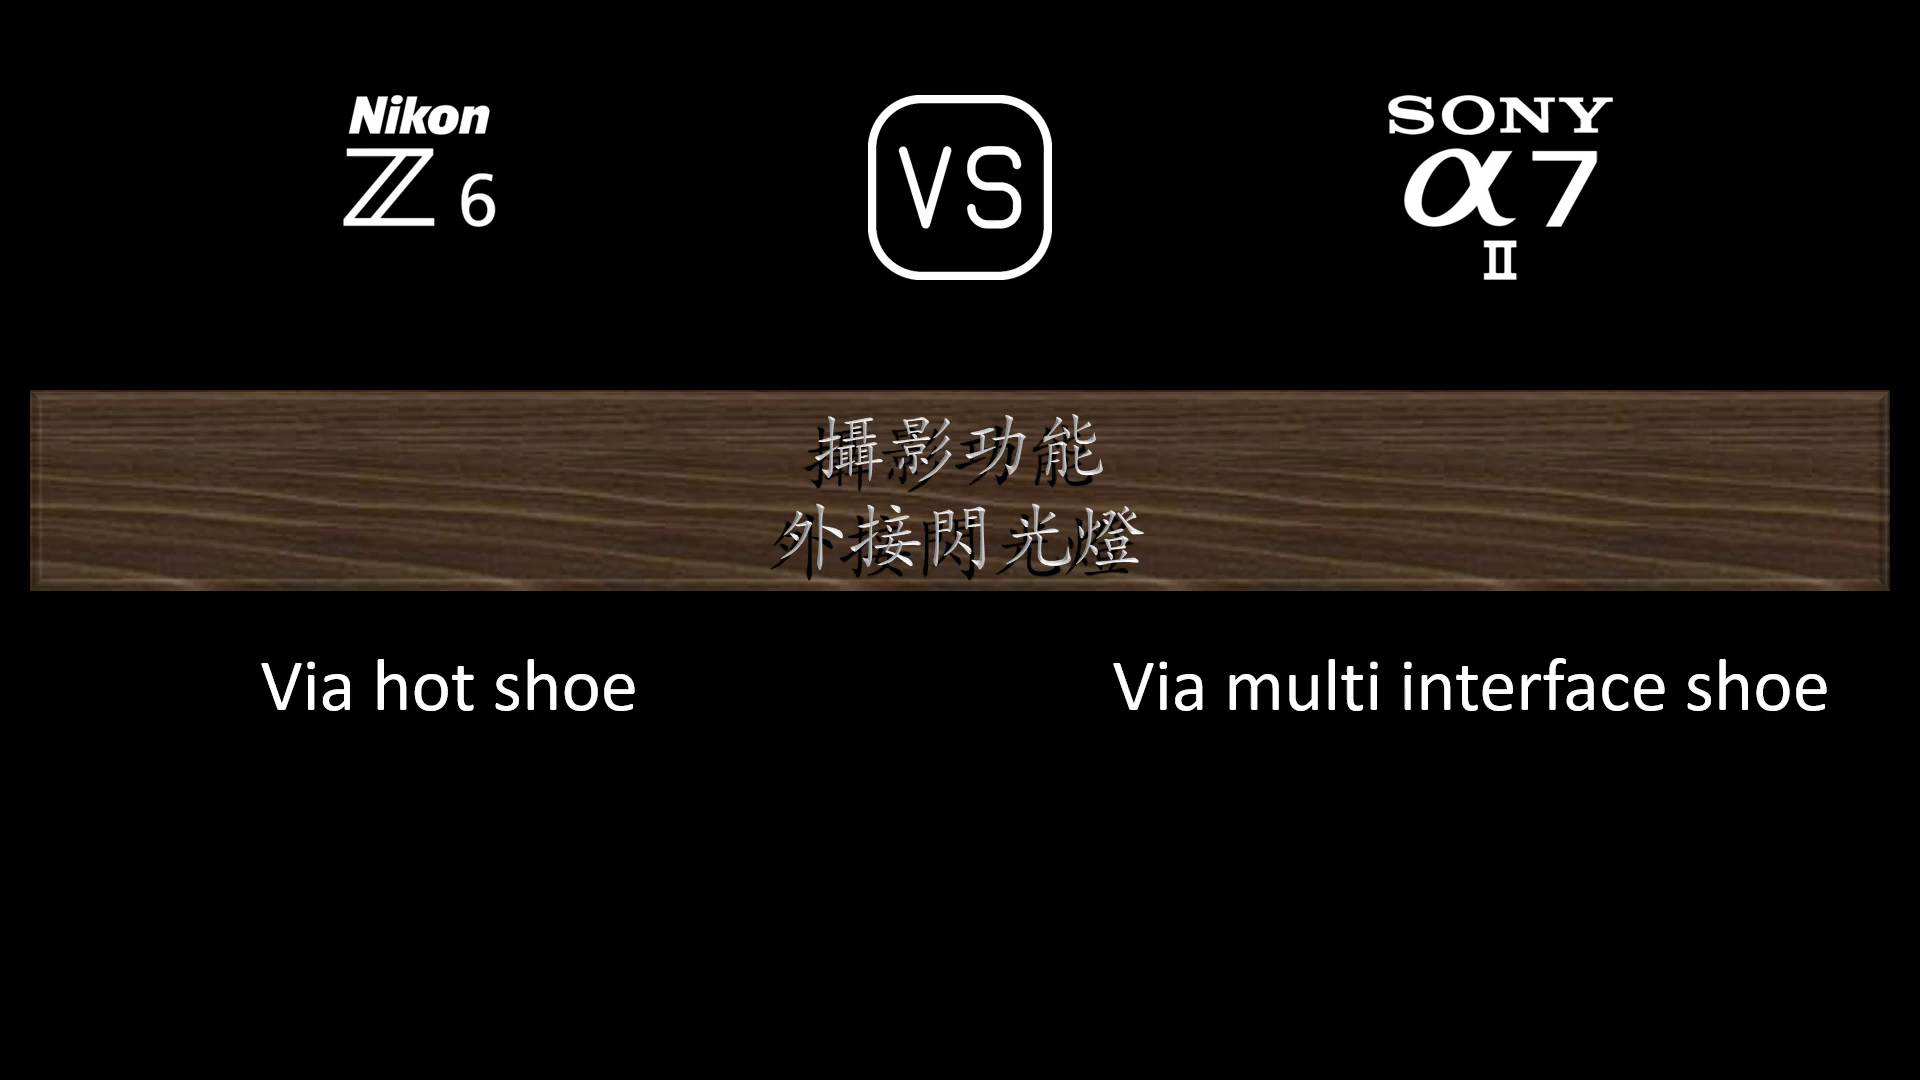 Nikon
Z 6
VS
SONY
α7
II
攝影功能
外接閃光燈
Via hot shoe
Via multi interface shoe